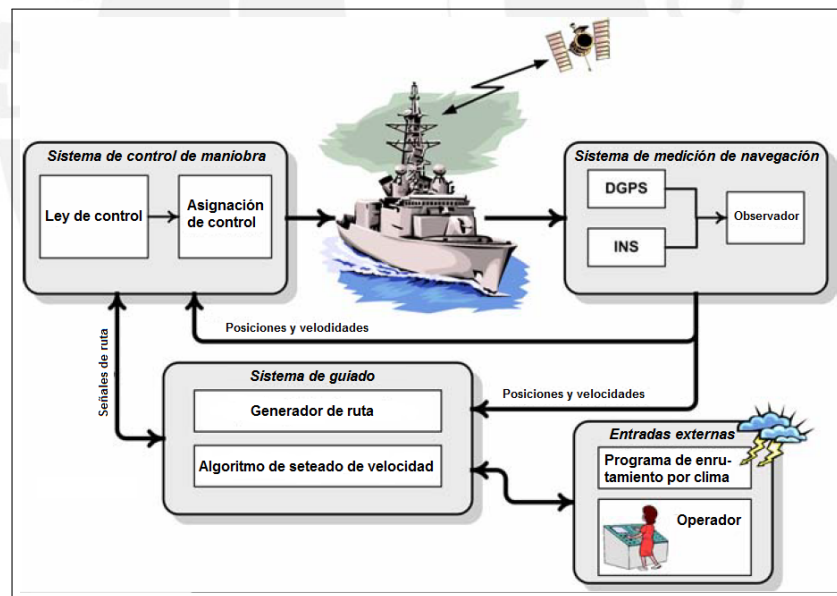 Sistema de control de maniobra
Ley de control
Asignación
de control
Sistema de medición de navegación
DGPS
INS
Observador
Señales de ruta
Posiciones y velodidades
Sistema de guiado
Generador de ruta
Algoritmo de seteado de velocidad
Posiciones y velocidades
Entradas externas
Programa de enru-
tamiento por clima
Operador